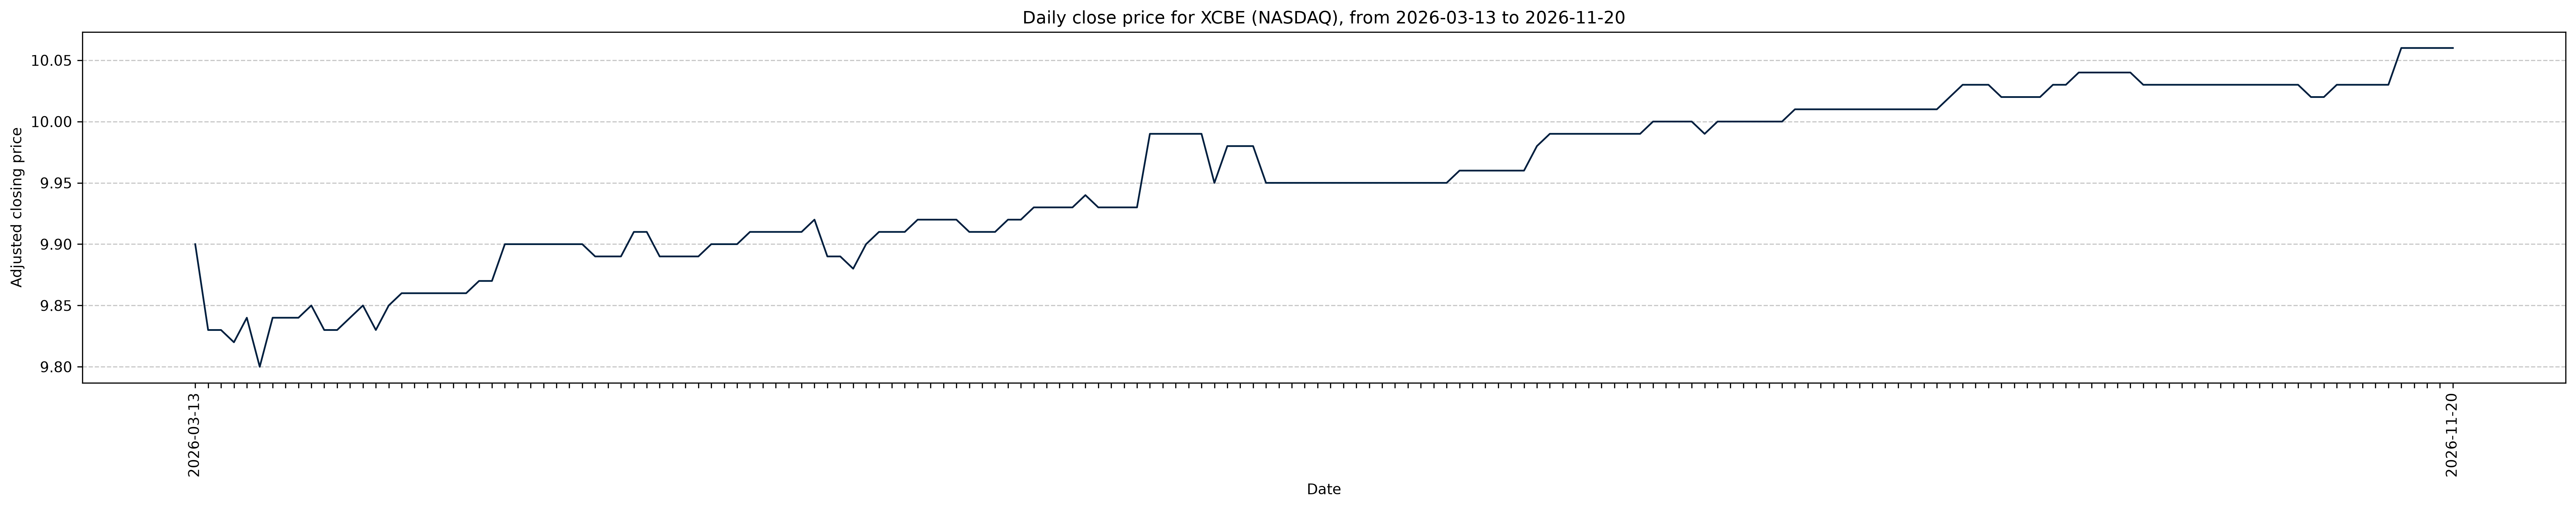 Daily close price for XCBE (NASDAQ), from 2026-03-13 to 2026-11-20
Adjusted closing price
10.05
10.00
9.95
9.90
9.85
9.80
2026-03-13
2026-11-20
Date